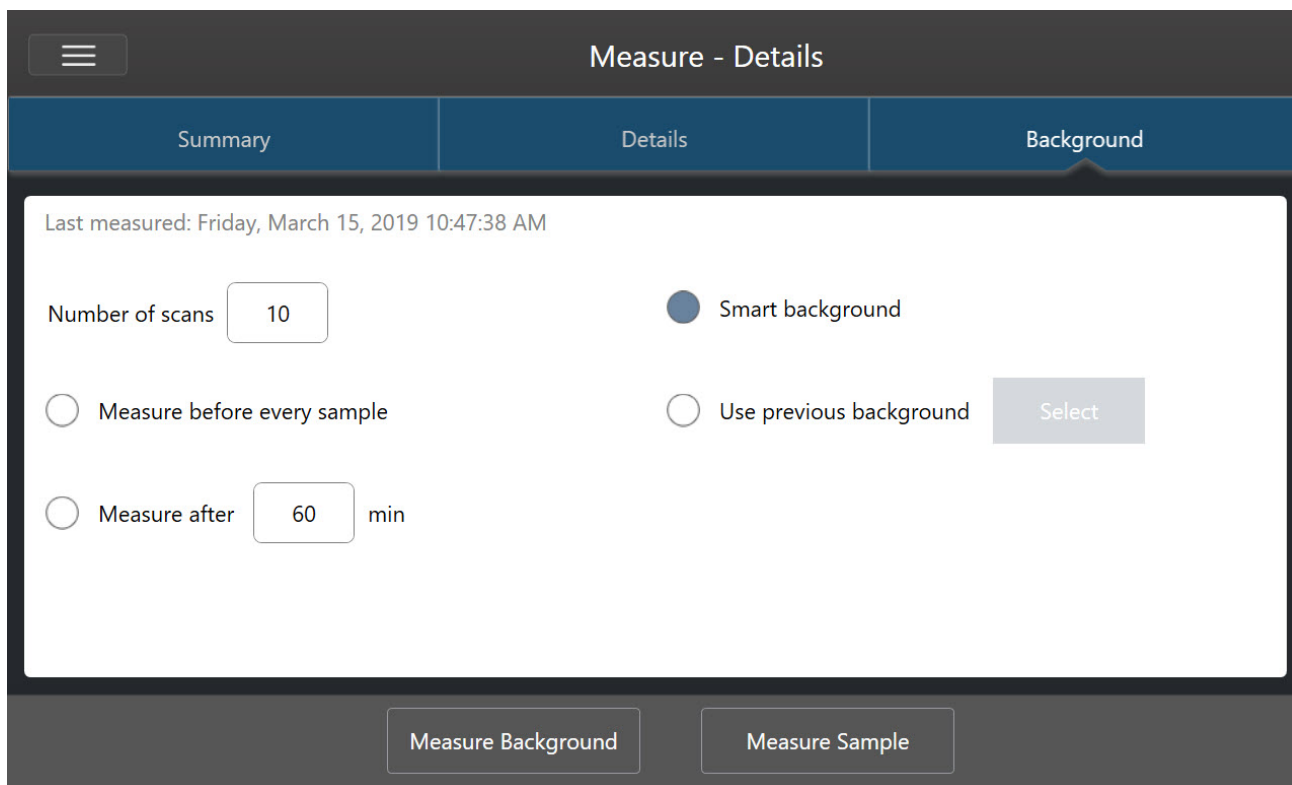 Measure - Details
Summary
Details
Background
Last measured: Friday, March 15, 2019 10:47:38 AM
Number of scans 10
Smart background
Measure before every sample
Use previous background
Select
Measure after 60 min
Measure Background
Measure Sample